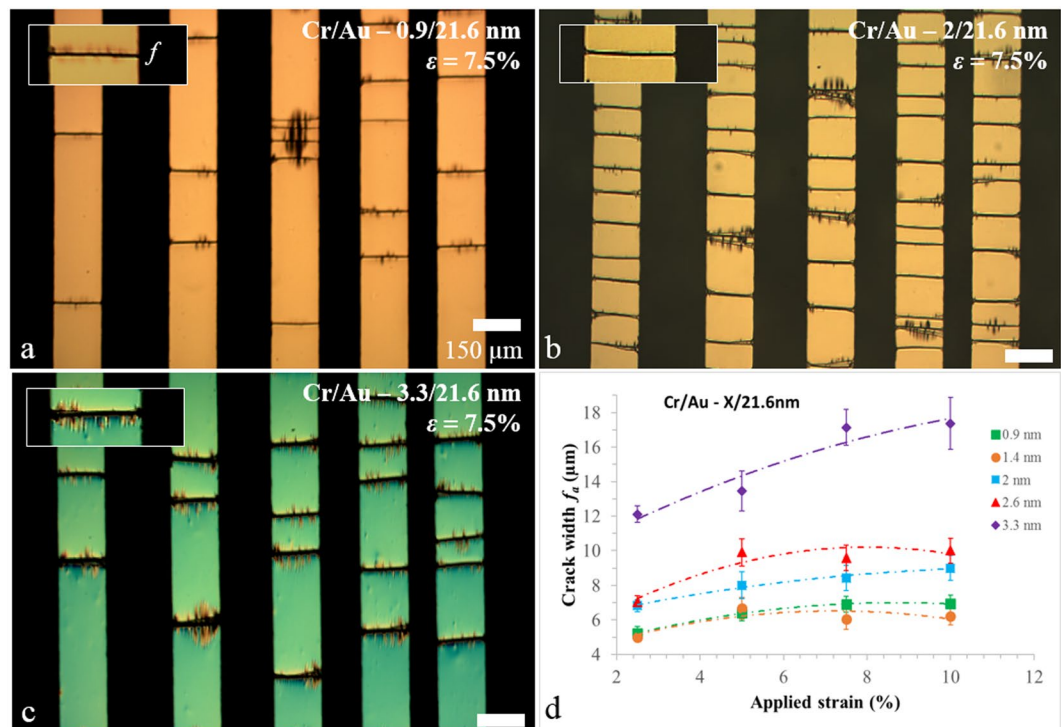 Cr/Au – 0.9/21.6 nm
ε = 7.5%
f
a
150 μm
Cr/Au – 2/21.6 nm
ε = 7.5%
b
Cr/Au – 3.3/21.6 nm
ε = 7.5%
c
Cr/Au - X/21.6nm
18
16
14
12
10
8
6
4
2
4
6
8
10
12
Crack width fa (μm)
Applied strain (%)
0.9 nm
1.4 nm
2 nm
2.6 nm
3.3 nm
d